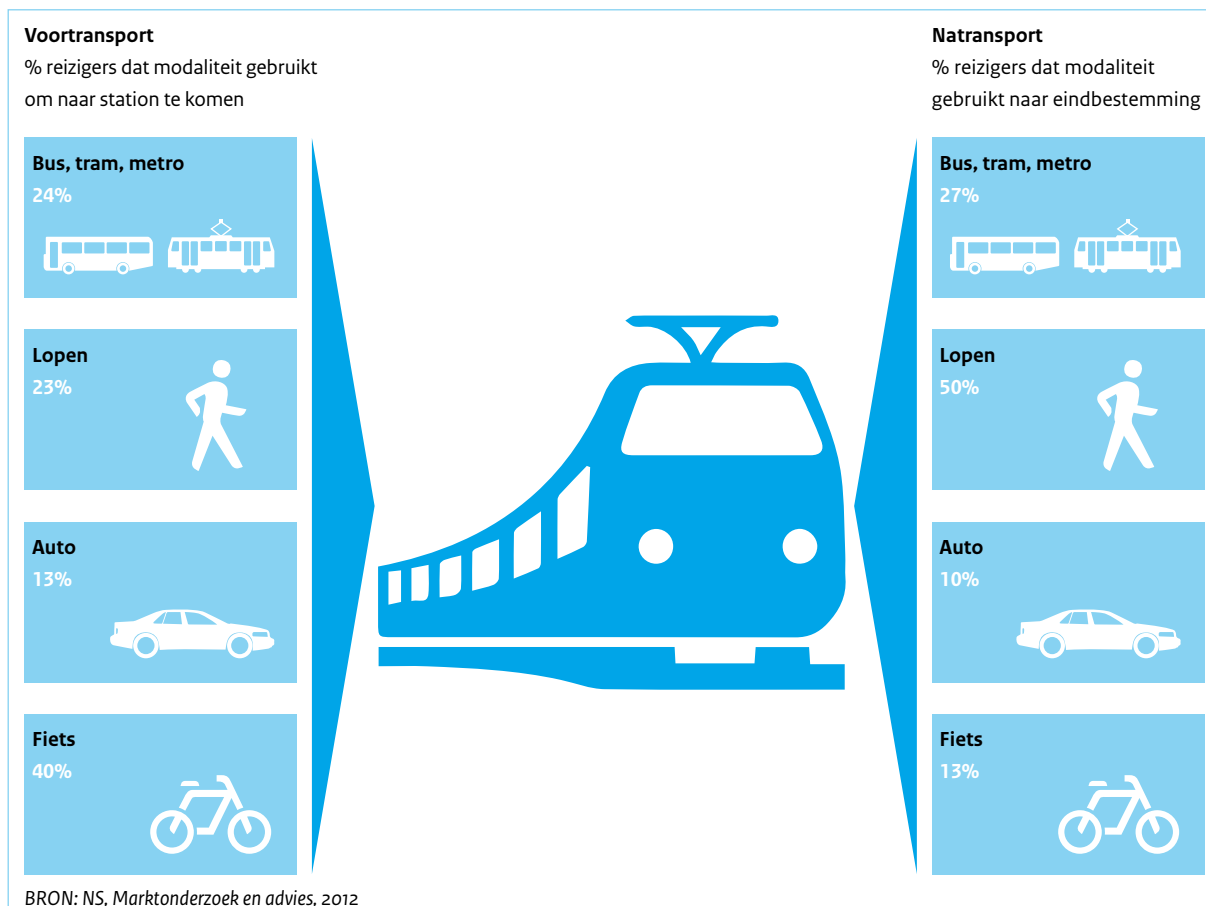 Voortransport
% reizigers dat modaliteit gebruikt
om naar station te komen
Bus, tram, metro
24%
Lopen
23%
Auto
13%
Fiets
40%
Natransport
% reizigers dat modaliteit
gebruikt naar eindbestemming
Bus, tram, metro
27%
Lopen
50%
Auto
10%
Fiets
13%
BRON: NS, Marktonderzoek en advies, 2012